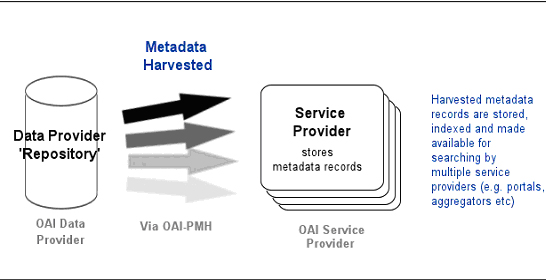 Metadata
Harvested
Data Provider
'Repository'
OAI Data
Provider
Via OAI-PMH
Service
Provider
stores
metadata records
OAI Service
Provider
Harvested metadata
records are stored,
indexed and made
available for
searching by
multiple service
providers (e.g. portals,
aggregators etc)